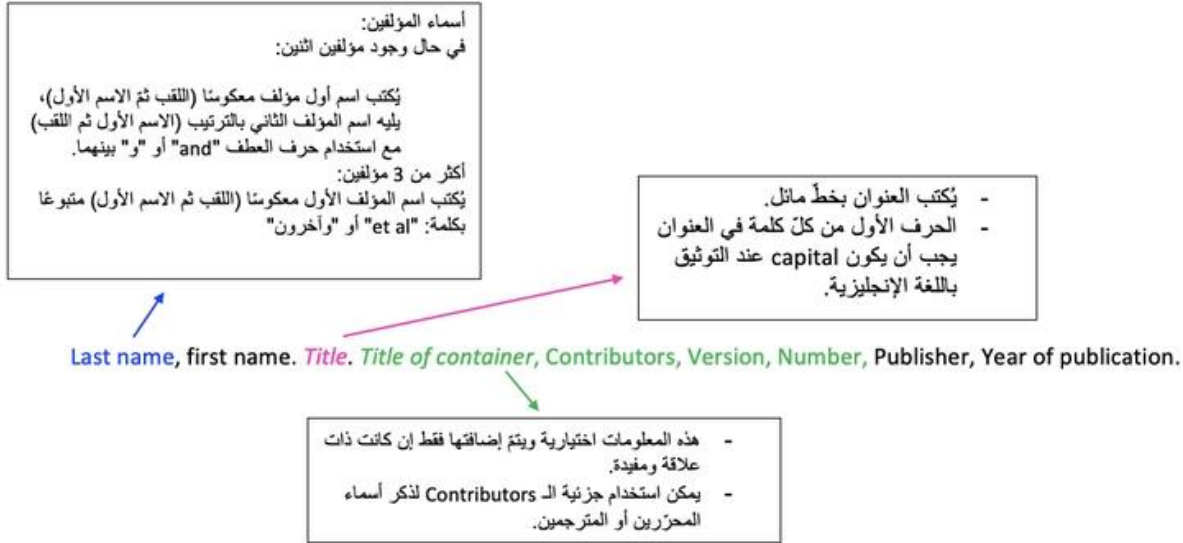 أسماء المؤلفين:
في حال وجود مؤلفين اثنين:
يُكتب اسم أول مؤلف معكوسًا (اللقب ثمّ الاسم الأول)،
يليه اسم المؤلف الثاني بالترتيب (الاسم الأول ثم اللقب)
مع استخدام حرف العطف "and" أو "و" بينهما.
أكثر من 3 مؤلفين:
يُكتب اسم المؤلف الأول معكوسًا (اللقب ثم الاسم الأول) متبوعًا
بكلمة: "et al" أو "وآخرون"
- يُكتب العنوان بخطّ مائل.
- الحرف الأول من كلّ كلمة في العنوان
يجب أن يكون capital عند التوثيق
باللغة الإنجليزية.
Last name, first name. Title. Title of container, Contributors, Version, Number, Publisher, Year of publication.
- هذه المعلومات اختيارية ويتمّ إضافتها فقط إن كانت ذات
علاقة ومفيدة.
- يمكن استخدام جزئية الـ Contributors لذكر أسماء
المحرّرين أو المترجمين.